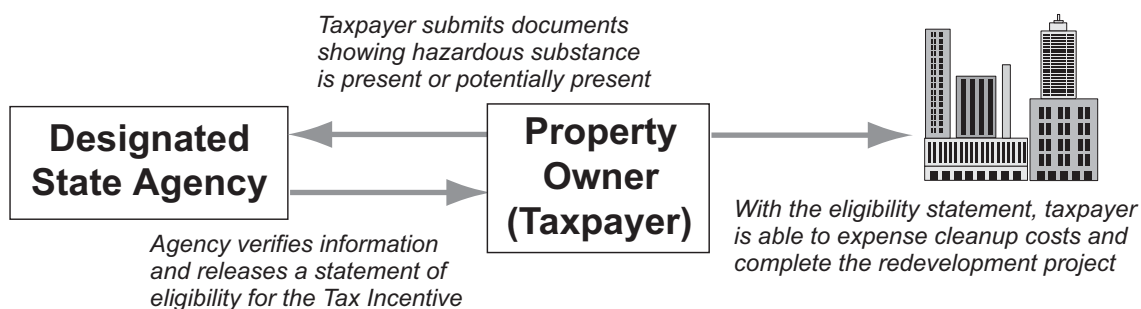 Taxpayer submits documents
showing hazardous substance
is present or potentially present
Designated
State Agency
Property
Owner
(Taxpayer)
Agency verifies information
and releases a statement of
eligibility for the Tax Incentive
With the eligibility statement, taxpayer
is able to expense cleanup costs and
complete the redevelopment project